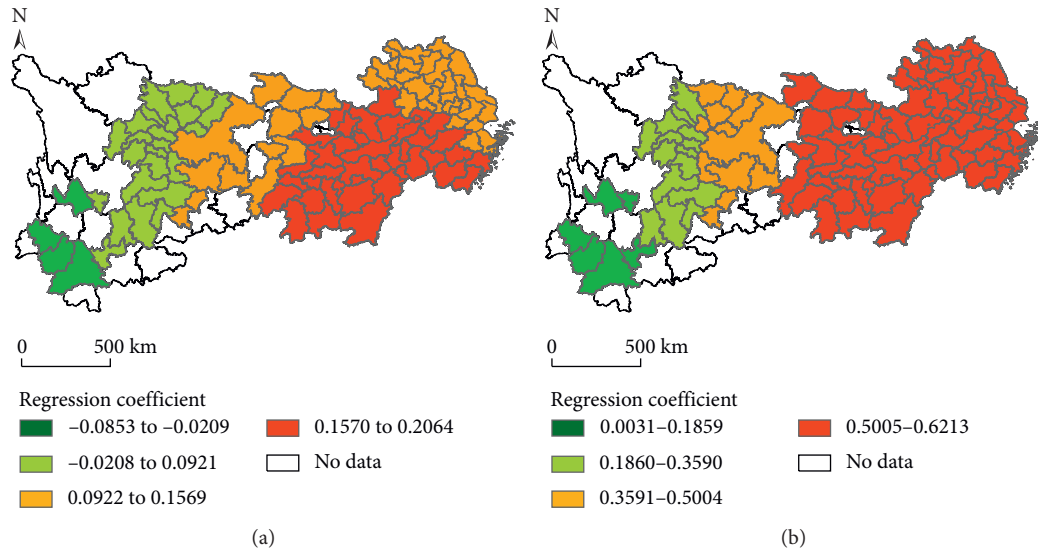 N
0 500 km
Regression coefficient
–0.0853 to –0.0209
–0.0208 to 0.0921
0.0922 to 0.1569
0.1570 to 0.2064
No data
(a)
N
0 500 km
Regression coefficient
0.0031–0.1859
0.1860–0.3590
0.3591–0.5004
0.5005–0.6213
No data
(b)